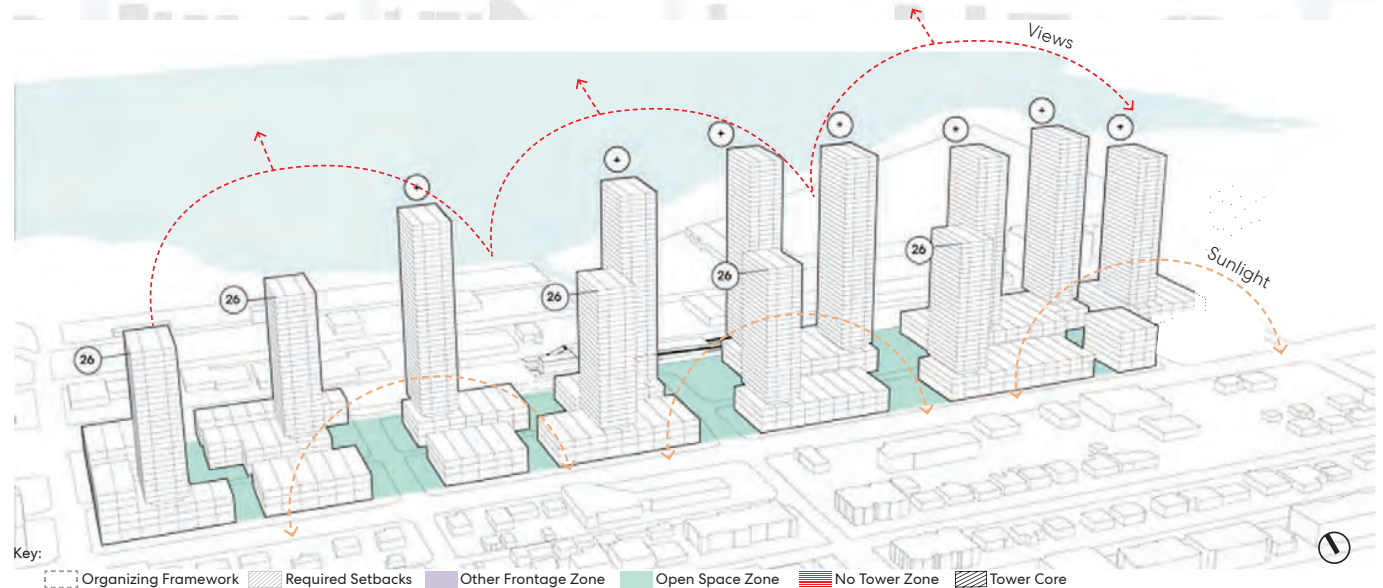 Views
Sunlight
26
26
26
26
26
Key:
Organizing Framework
Required Setbacks
Other Frontage Zone
Open Space Zone
No Tower Zone
Tower Core